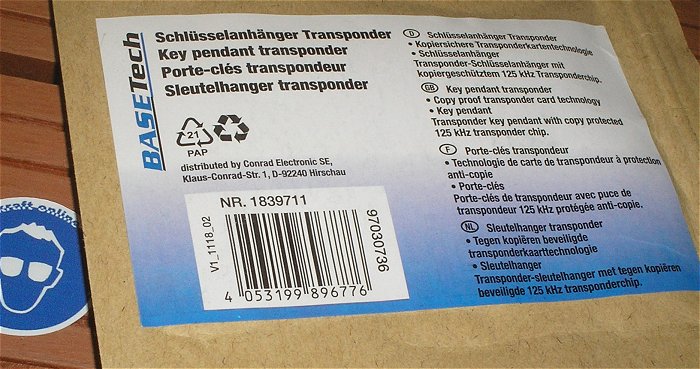 BASETech
Schlüsselanhänger Transponder
Key pendant transponder
Porte-clés transpondeur
Sleutelhanger transponder
21
PAP
distributed by Conrad Electronic SE,
Klaus-Conrad-Str. 1, D-92240 Hirschau
NR. 1839711
V1_1118_02
97030736
4 053199 896776
D Schlüsselanhänger Transponder
• Kopiersichere Transponderkartentechnologie
• Schlüsselanhänger
Transponder-Schlüsselanhänger mit
kopiergeschütztem 125 kHz Transponderchip.
GB Key pendant transponder
• Copy proof transponder card technology
• Key pendant
Transponder key pendant with copy protected
125 kHz transponder chip.
F Porte-clés transpondeur
• Technologie de carte de transpondeur à protection
anti-copie
• Porte-clés
Porte-clés de transpondeur avec puce de
transpondeur 125 kHz protégée anti-copie.
NL Sleutelhanger transponder
• Tegen kopiëren beveiligde
transponderkaarttechnologie
• Sleutelhanger
Transponder-sleutelhanger met tegen kopiëren
beveiligde 125 kHz transponderchip.
kraft-online